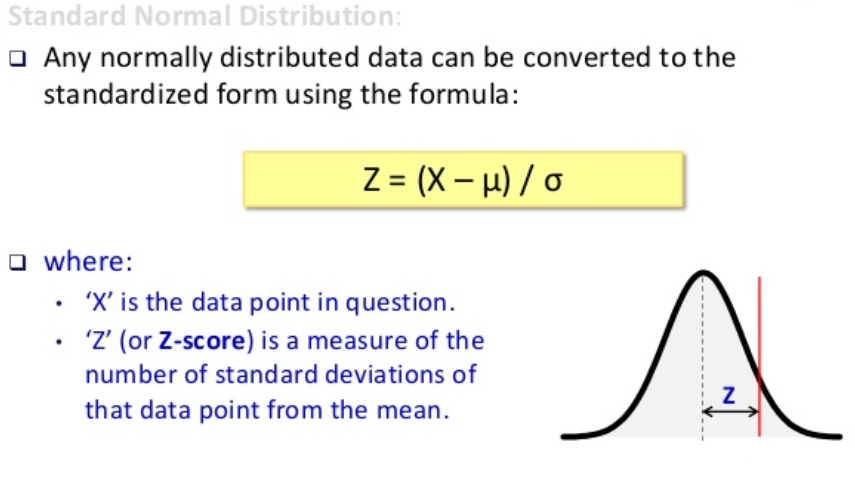 Standard Normal Distribution:
❑ Any normally distributed data can be converted to the
standardized form using the formula:
Z = (X – μ) / σ
❑ where:
• ‘X’ is the data point in question.
• ‘Z’ (or Z-score) is a measure of the
number of standard deviations of
that data point from the mean.
Z